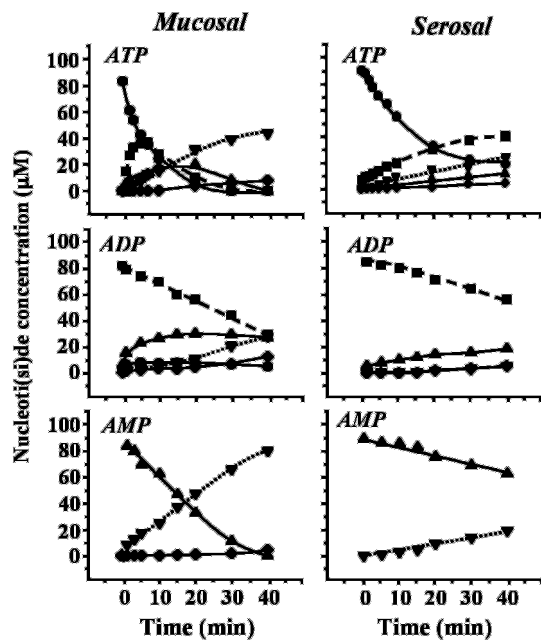 Mucosal Serosal
ATP ATP
100
80
60
40
20
0
ADP ADP
100
80
60
40
20
0
AMP AMP
100
80
60
40
20
0
Nucleoti(si)de concentration (μM)
0 10 20 30 40 0 10 20 30 40
Time (min) Time (min)